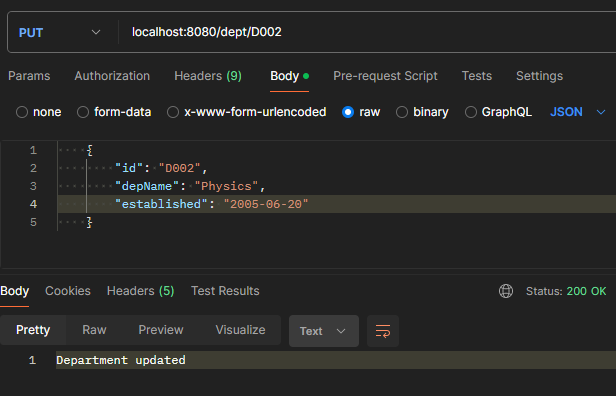 PUT localhost:8080/dept/D002
Params Authorization Headers (9) Body Pre-request Script Tests Settings
none form-data x-www-form-urlencoded raw binary GraphQL JSON
1 {
2 "id": "D002",
3 "depName": "Physics",
4 "established": "2005-06-20"
5 }
Body Cookies Headers (5) Test Results Status: 200 OK
Pretty Raw Preview Visualize Text
1 Department updated